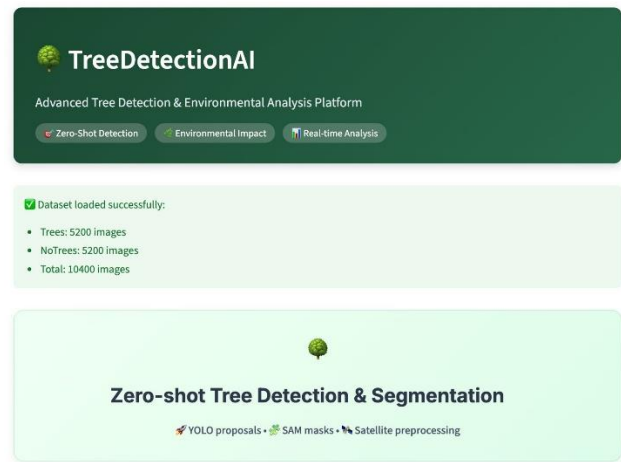 TreeDetectionAI
Advanced Tree Detection & Environmental Analysis Platform
Zero-Shot Detection Environmental Impact Real-time Analysis
Dataset loaded successfully:
• Trees: 5200 images
• NoTrees: 5200 images
• Total: 10400 images
Zero-shot Tree Detection & Segmentation
YOLO proposals • SAM masks • Satellite preprocessing